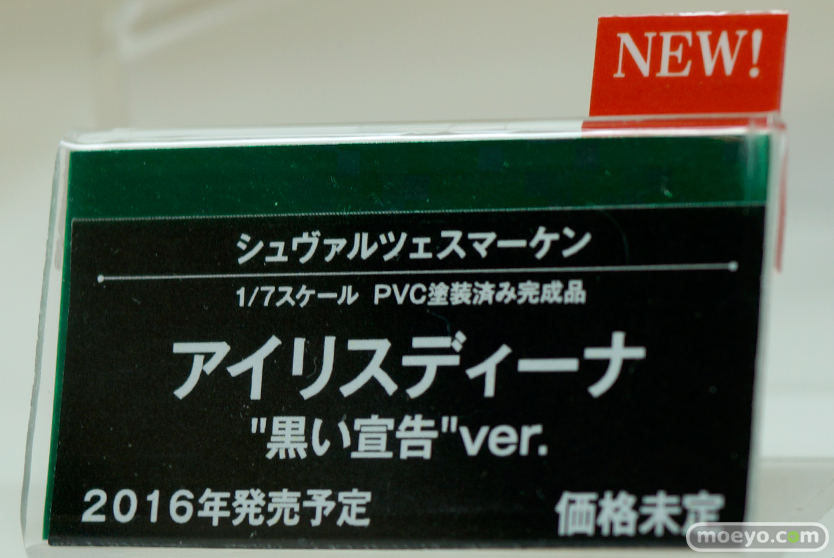 NEW!
シュヴァルツェスマーケン
1/7スケール PVC塗装済み完成品
アイリスディーナ
"黒い宣告"ver.
2016年発売予定 価格未定
moeyo.com